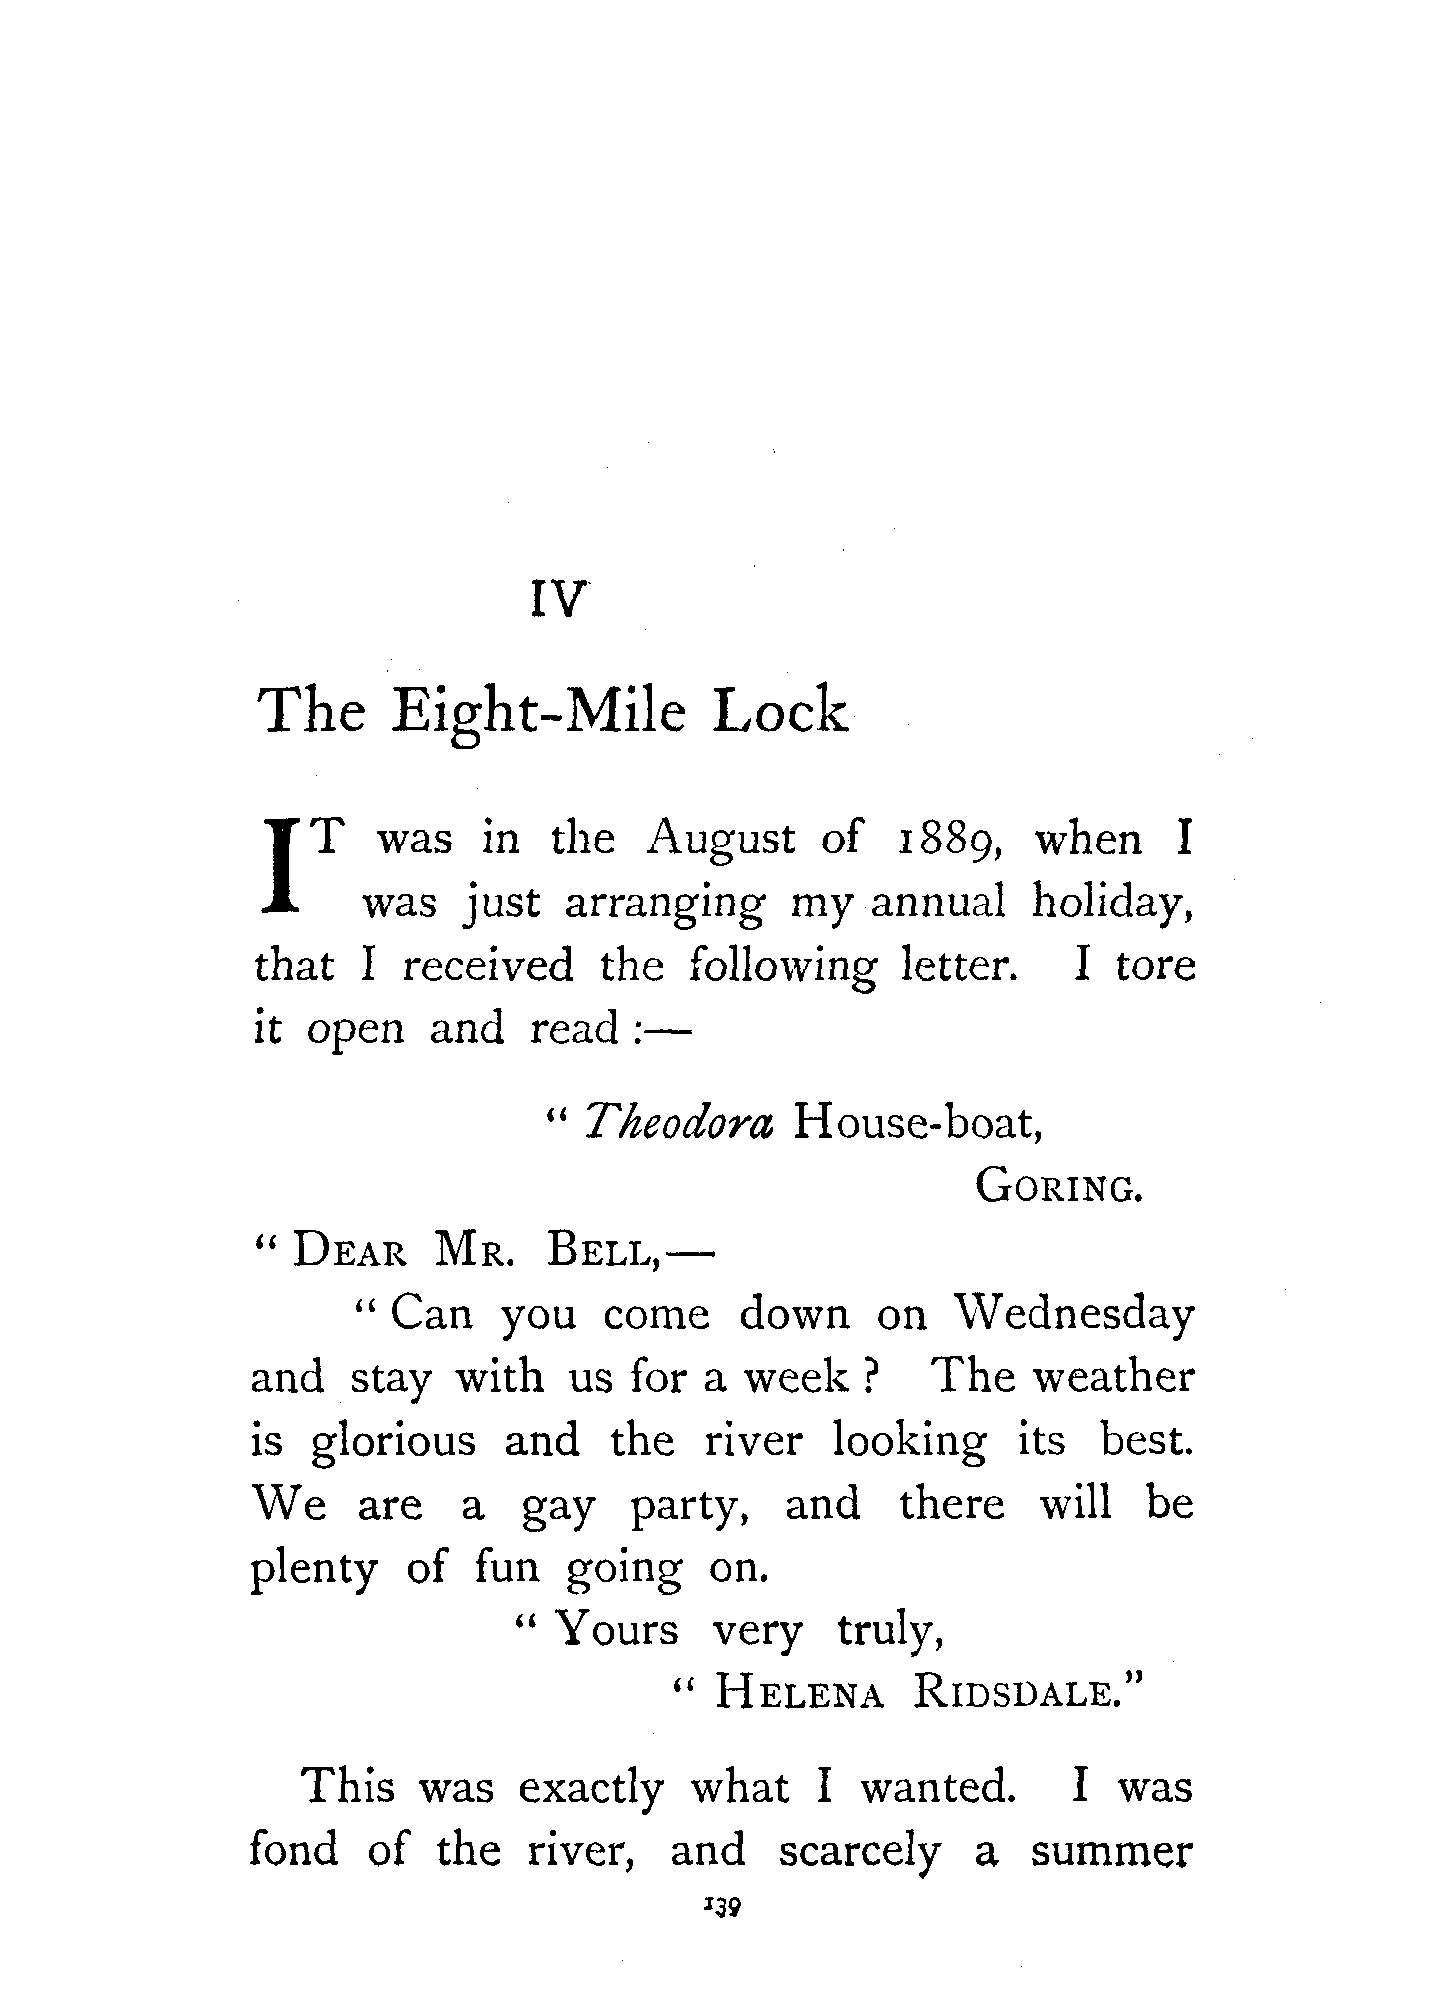 IV
The Eight-Mile Lock
IT was in the August of 1889, when I
was just arranging my annual holiday,
that I received the following letter. I tore
it open and read :—
“ Theodora House-boat,
GORING.
“ DEAR MR. BELL,—
“ Can you come down on Wednesday
and stay with us for a week ? The weather
is glorious and the river looking its best.
We are a gay party, and there will be
plenty of fun going on.
“ Yours very truly,
“ HELENA RIDSDALE.”
This was exactly what I wanted. I was
fond of the river, and scarcely a summer
139